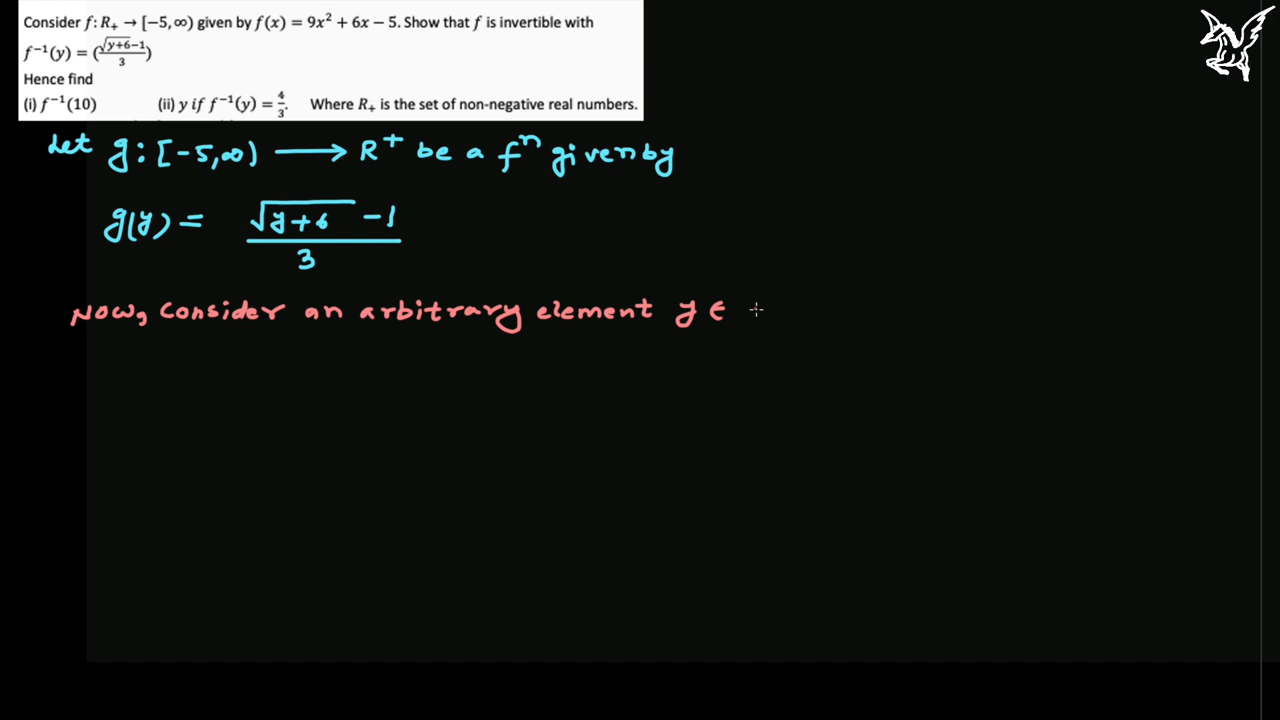 Consider f: R₊ → [−5, ∞) given by f(x) = 9x² + 6x − 5. Show that f is invertible with
f⁻¹(y) = (√(y+6)−1 / 3)
Hence find
(i) f⁻¹(10) (ii) y if f⁻¹(y) = 4/3. Where R₊ is the set of non-negative real numbers.
Let g: [-5,∞) ⟶ R⁺ be a fⁿ given by
g(y) = √(y+6) -1 / 3
Now, consider an arbitrary element y ∈